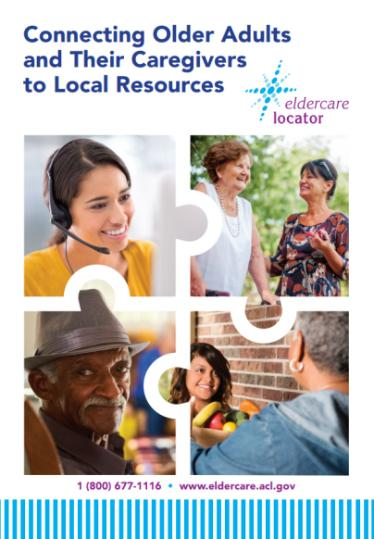 Connecting Older Adults
and Their Caregivers
to Local Resources
eldercare
locator
1 (800) 677-1116 • www.eldercare.acl.gov